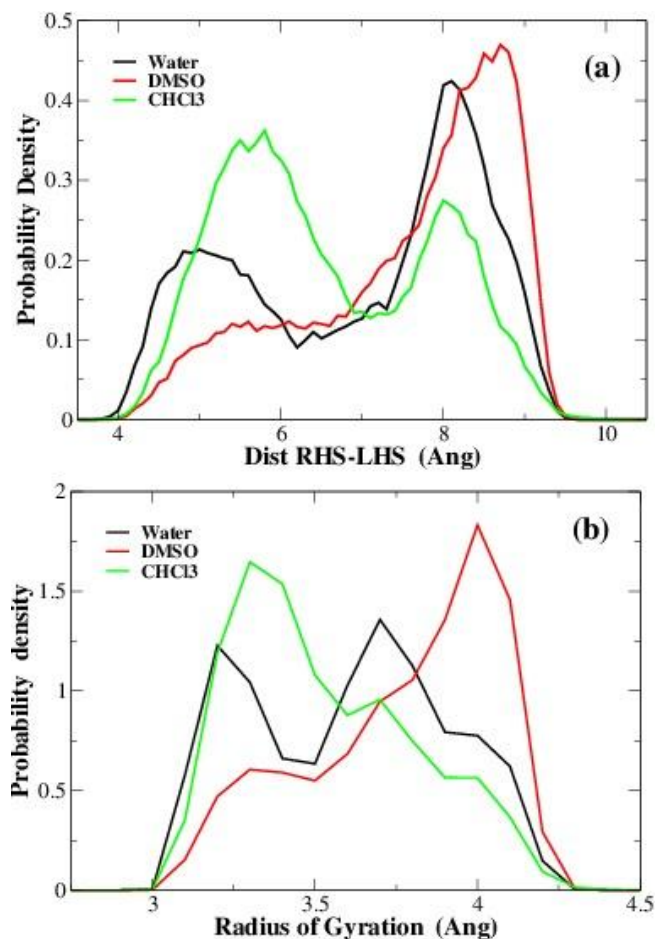 0.5
(a)
Water
DMSO
CHCl3
0.4
0.3
0.2
0.1
0
4
6
8
10
Probability Density
Dist RHS-LHS (Ang)
2
(b)
Water
DMSO
CHCl3
1.5
1
0.5
0
3
3.5
4
4.5
Probability density
Radius of Gyration (Ang)